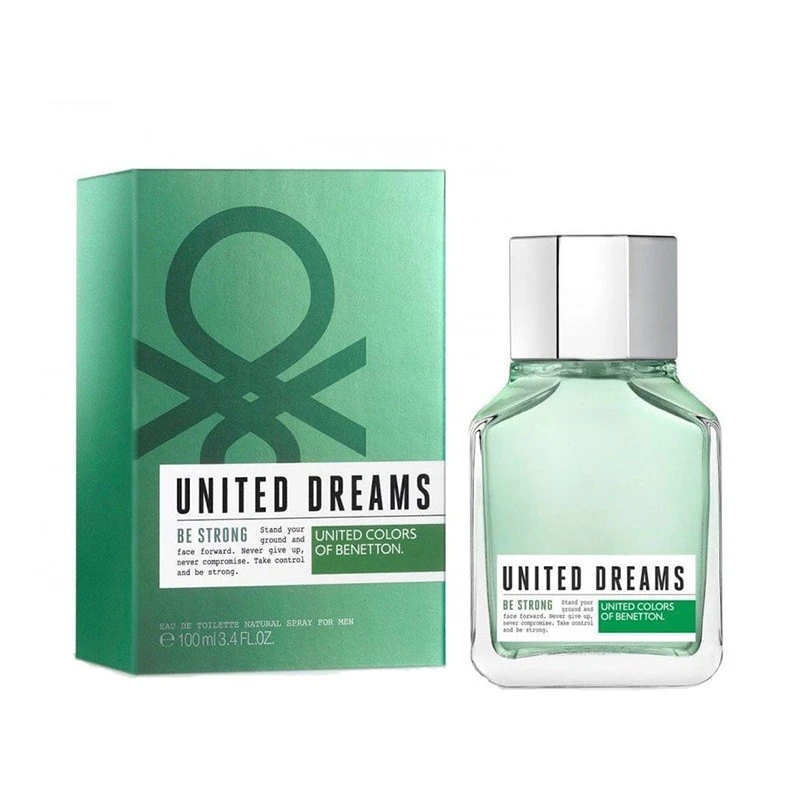 UNITED DREAMS
BE STRONG Stand your
ground and
face forward. Never give up,
never compromise. Take control
and be strong.
UNITED COLORS
OF BENETTON.
EAU DE TOILETTE NATURAL SPRAY FOR MEN
℮ 100 ml 3.4 FL.OZ.
UNITED DREAMS
BE STRONG Stand your
ground and
face forward. Never give up,
never compromise. Take control
and be strong.
UNITED COLORS
OF BENETTON.